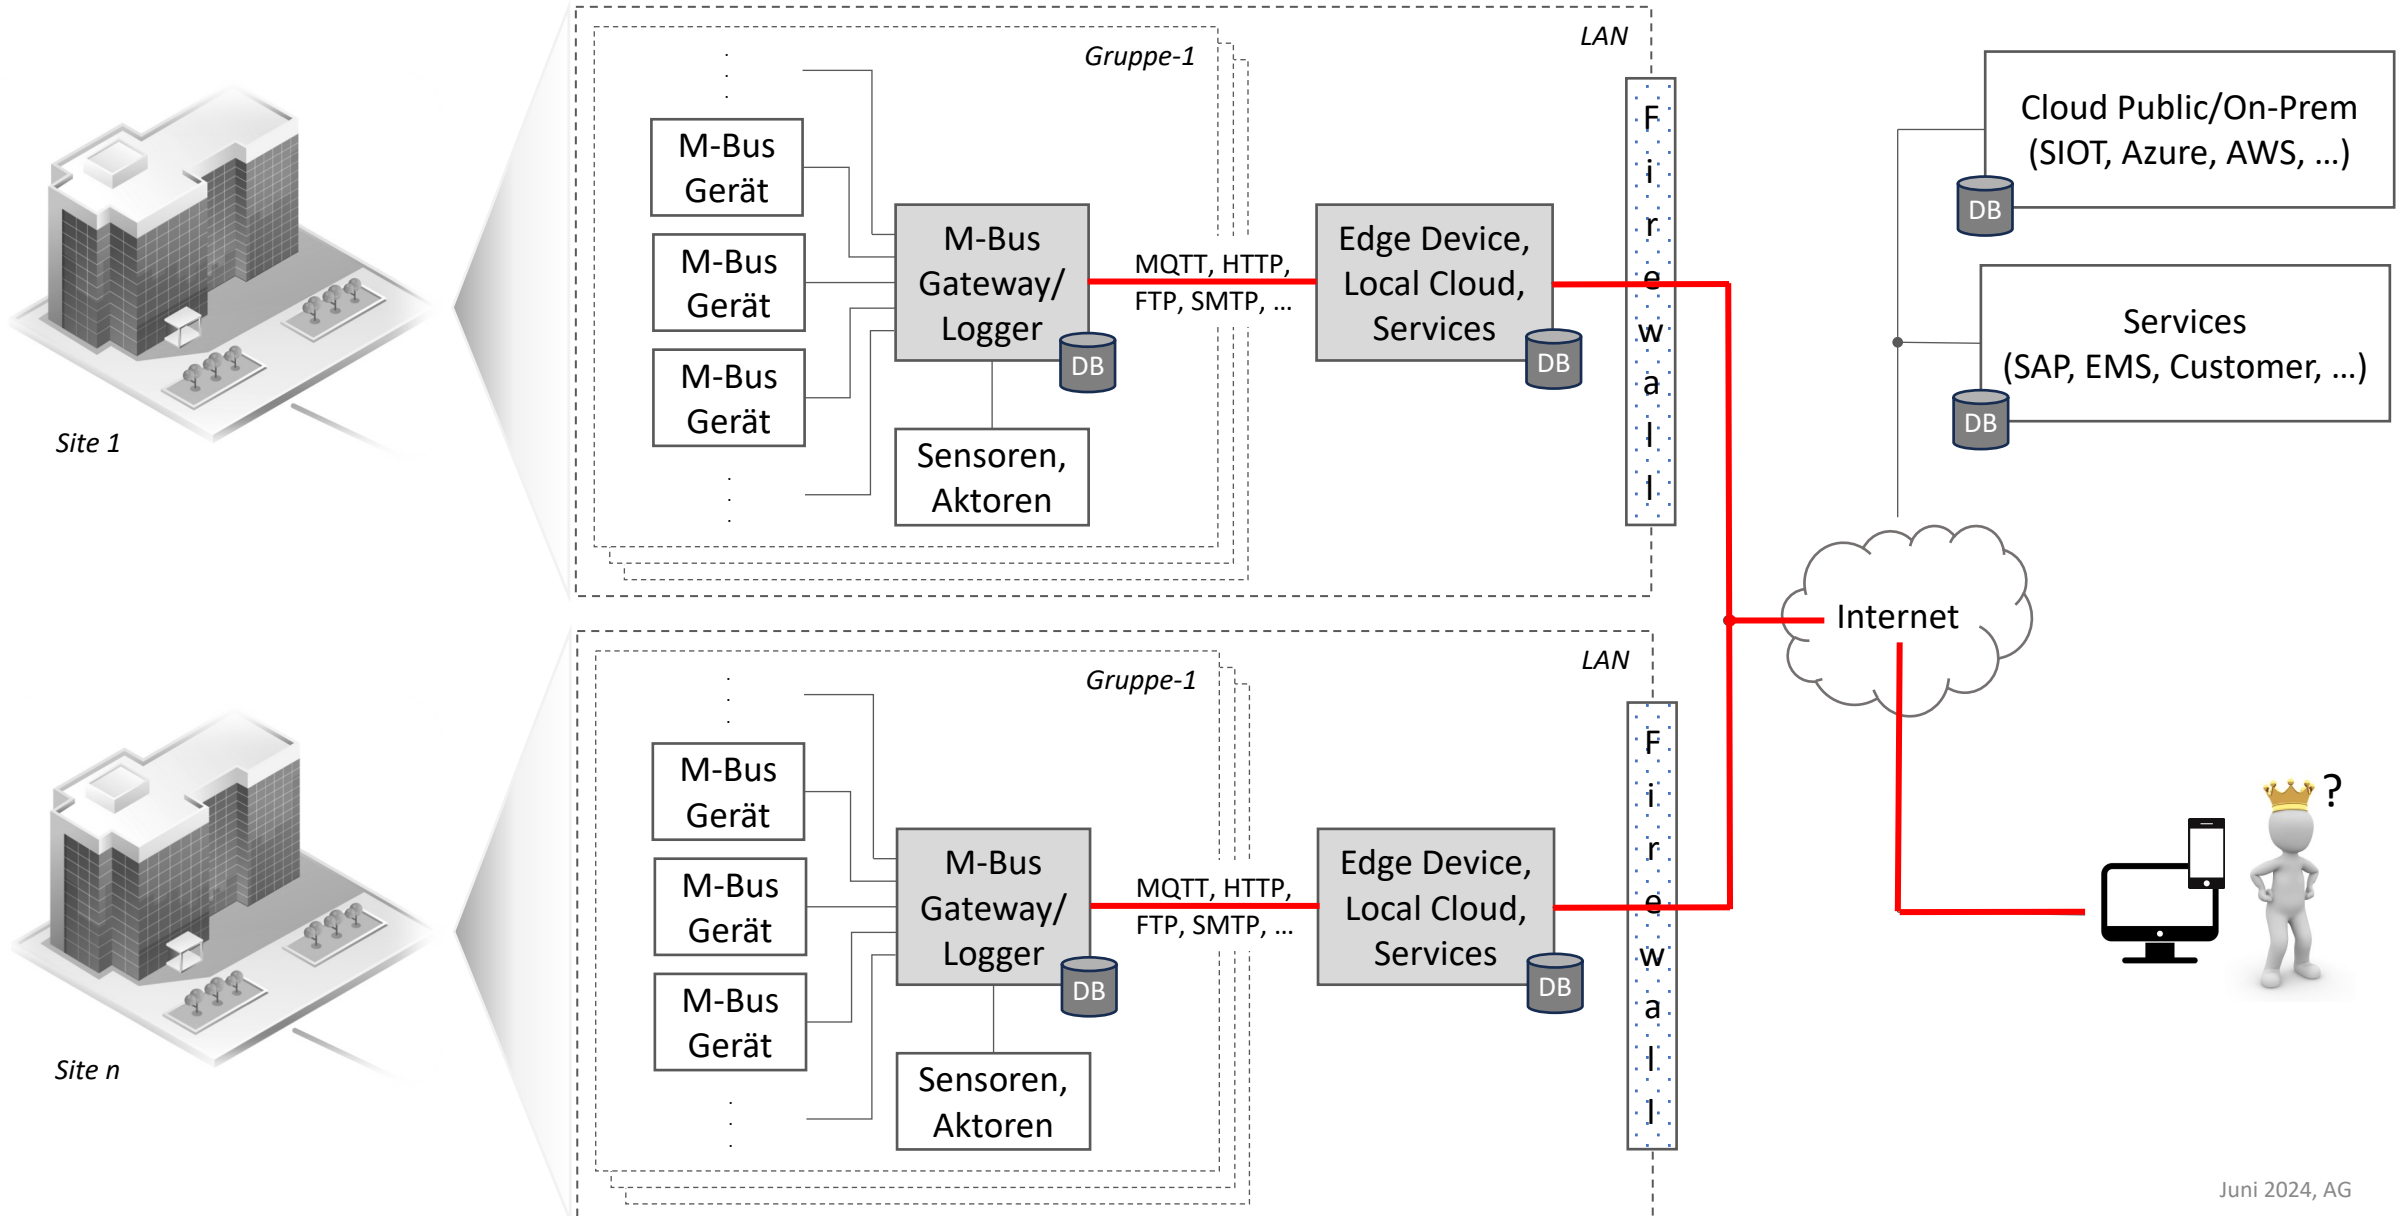 LAN
Gruppe-1
M-Bus
Gerät
M-Bus
Gerät
M-Bus
Gerät
M-Bus
Gateway/
Logger
DB
Sensoren,
Aktoren
MQTT, HTTP,
FTP, SMTP, ...
Edge Device,
Local Cloud,
Services
DB
Firewall
Site 1
Cloud Public/On-Prem
(SIOT, Azure, AWS, ...)
DB
Services
(SAP, EMS, Customer, ...)
DB
Internet
LAN
Gruppe-1
M-Bus
Gerät
M-Bus
Gerät
M-Bus
Gerät
M-Bus
Gateway/
Logger
DB
Sensoren,
Aktoren
MQTT, HTTP,
FTP, SMTP, ...
Edge Device,
Local Cloud,
Services
DB
Firewall
Site n
?
Juni 2024, AG